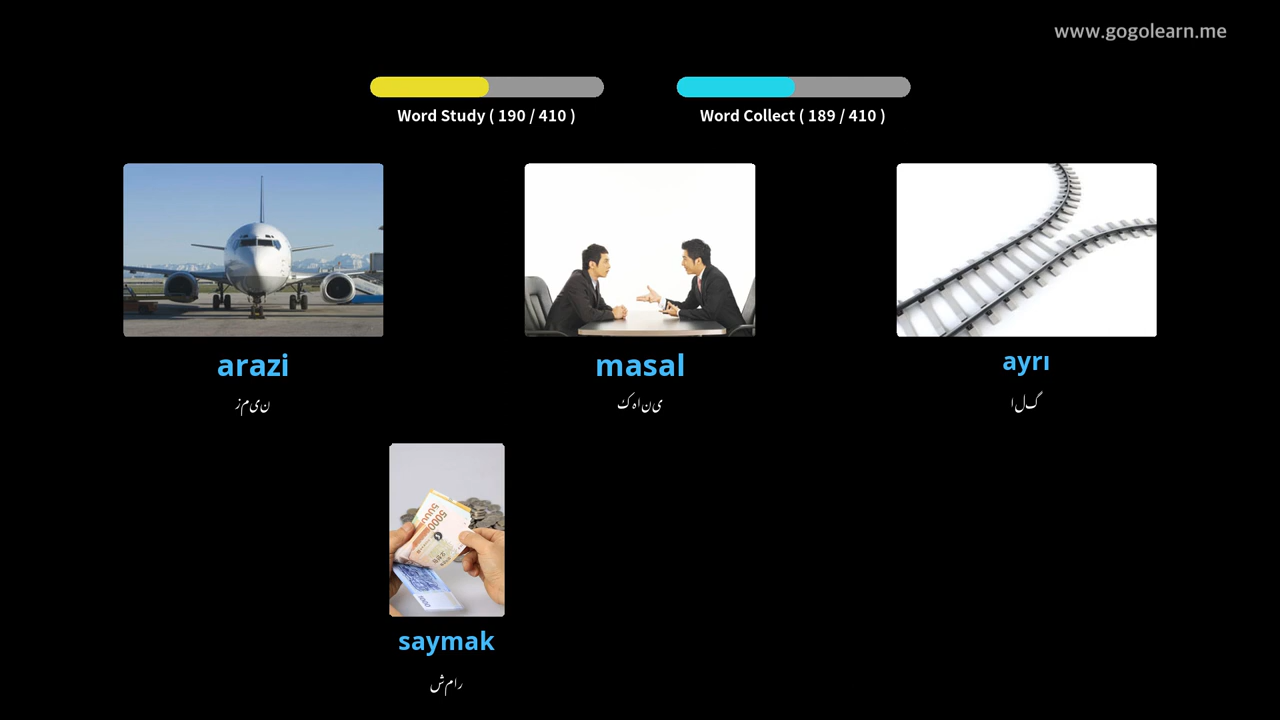 www.gogolearn.me
Word Study ( 190 / 410 )
Word Collect ( 189 / 410 )
arazi
masal
ayrı
زمین
کہانی
الگ
saymak
شمار